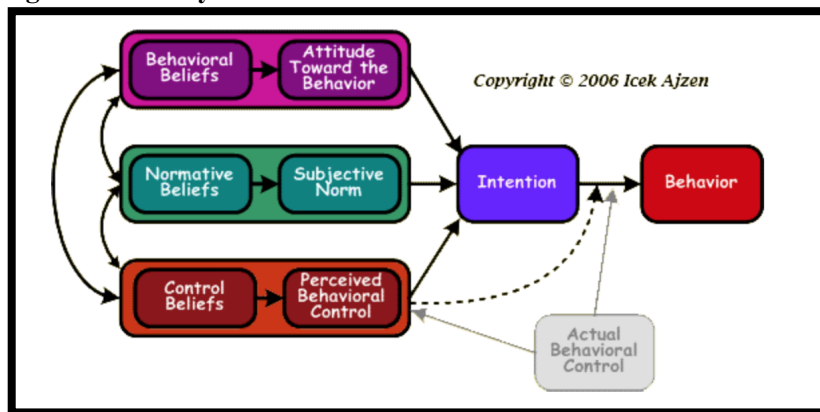 Behavioral
Beliefs
Attitude
Toward the
Behavior
Copyright © 2006 Icek Ajzen
Normative
Beliefs
Subjective
Norm
Intention
Behavior
Control
Beliefs
Perceived
Behavioral
Control
Actual
Behavioral
Control